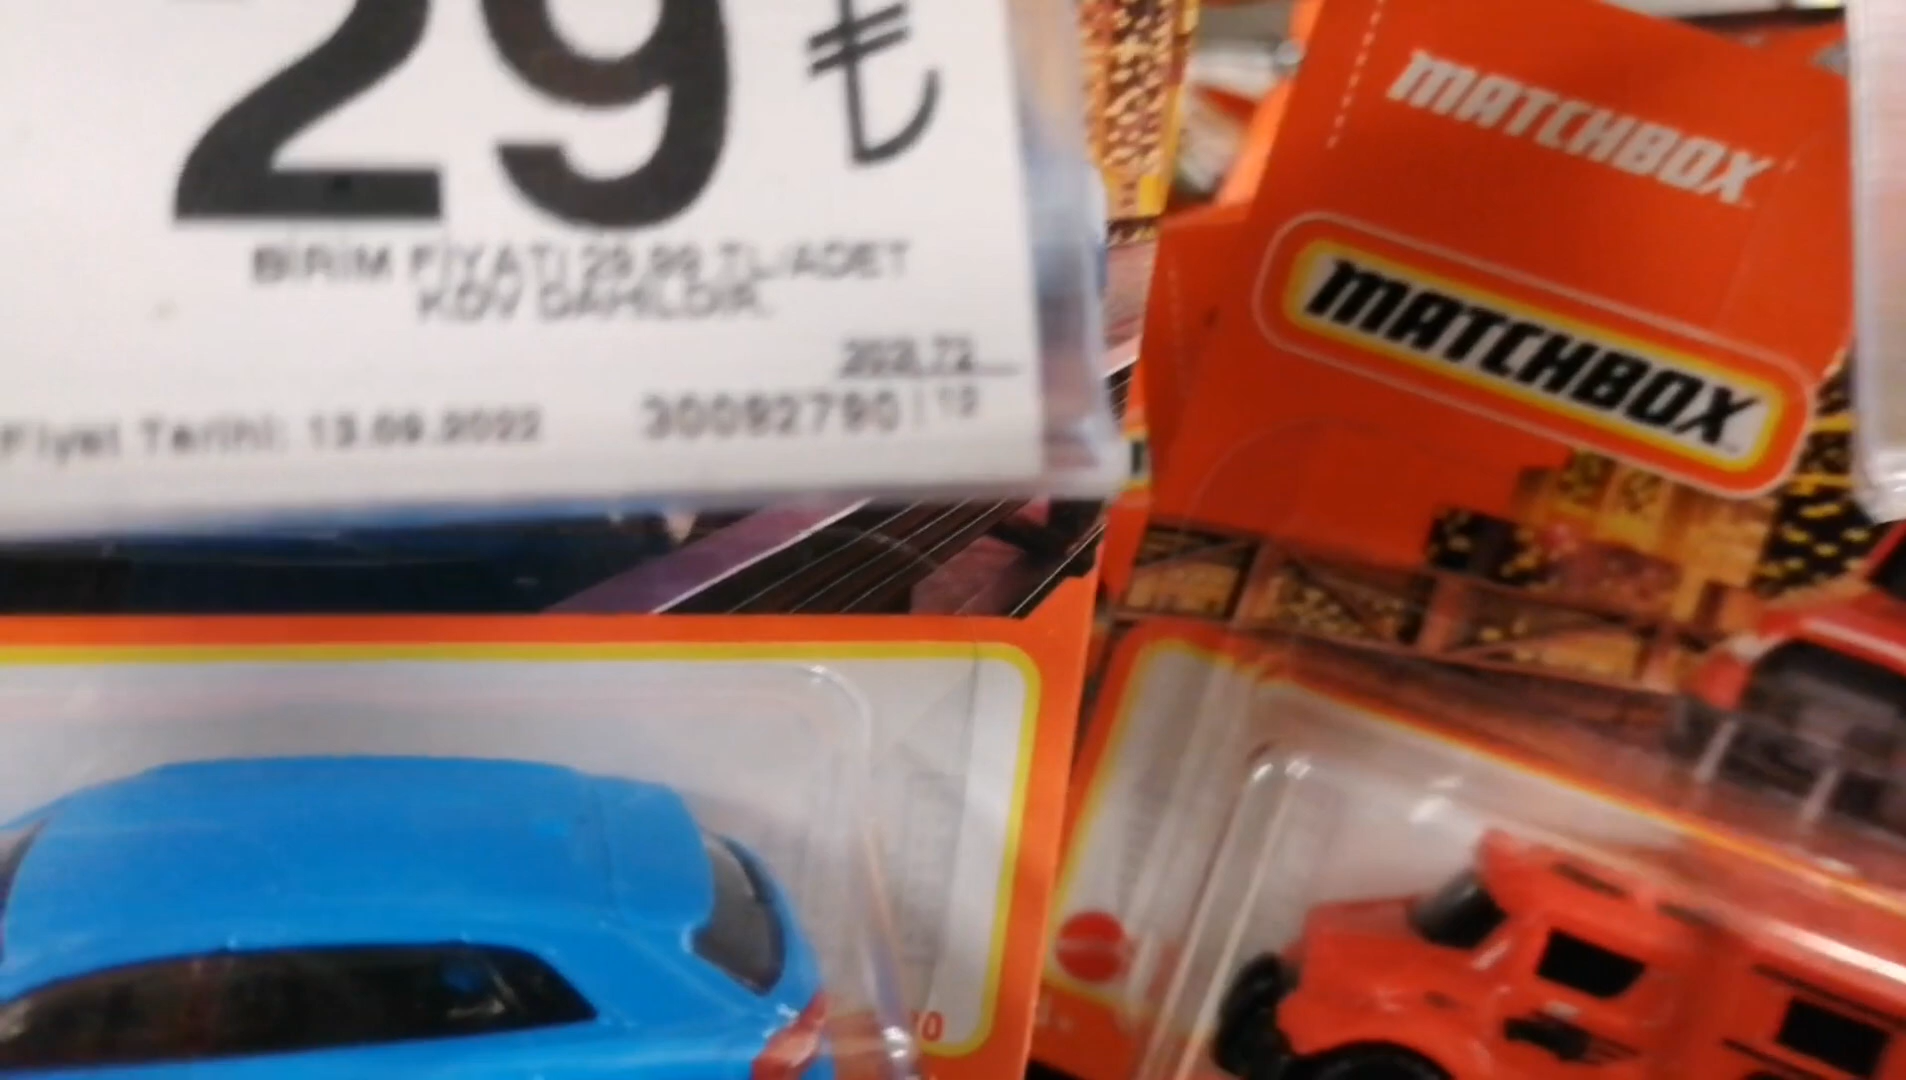 29 ₺
BİRİM FİYATI 29,99 TL/ADET
KDV DAHİLDİR.
Fiyat Tarihi: 13.09.2022 30092790
MATCHBOX
MATCHBOX